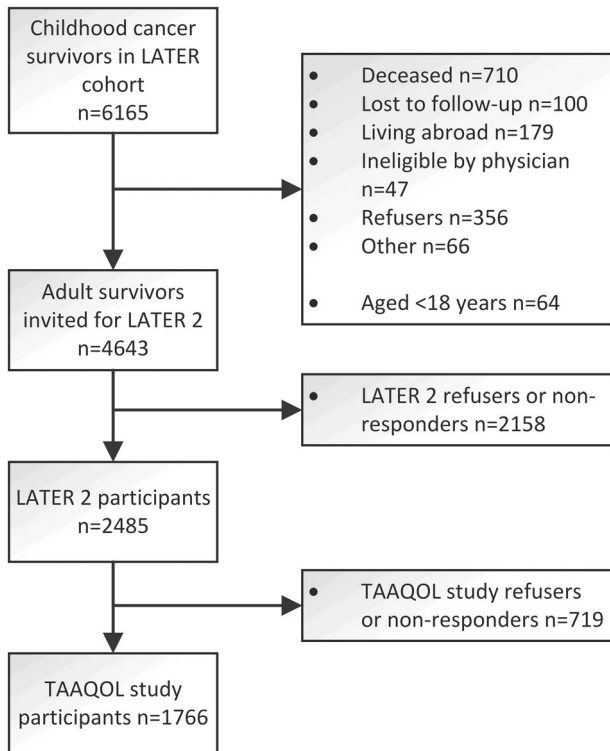 Childhood cancer
survivors in LATER
cohort
n=6165
• Deceased n=710
• Lost to follow-up n=100
• Living abroad n=179
• Ineligible by physician
n=47
• Refusers n=356
• Other n=66
• Aged <18 years n=64
Adult survivors
invited for LATER 2
n=4643
• LATER 2 refusers or non-
responders n=2158
LATER 2 participants
n=2485
• TAAQOL study refusers
or non-responders n=719
TAAQOL study
participants n=1766